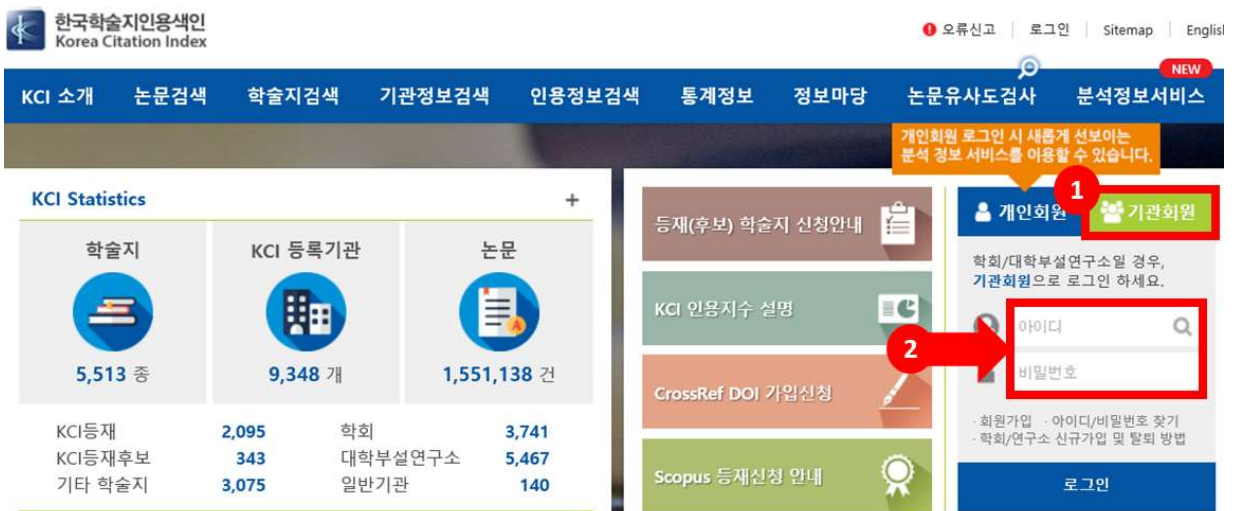 한국학술지인용색인
Korea Citation Index
오류신고 로그인 Sitemap English
NEW
KCI 소개 논문검색 학술지검색 기관정보검색 인용정보검색 통계정보 정보마당 논문유사도검사 분석정보서비스
개인회원 로그인 시 새롭게 선보이는
분석 정보 서비스를 이용할 수 있습니다.
KCI Statistics +
학술지 KCI 등록기관 논문
5,513 종 9,348 개 1,551,138 건
KCI등재 2,095 학회 3,741
KCI등재후보 343 대학부설연구소 5,467
기타 학술지 3,075 일반기관 140
등재(후보) 학술지 신청안내
KCI 인용지수 설명
CrossRef DOI 가입신청
Scopus 등재신청 안내
1
개인회원 기관회원
학회/대학부설연구소일 경우,
기관회원으로 로그인 하세요.
2
아이디
비밀번호
· 회원가입 · 아이디/비밀번호 찾기
· 학회/연구소 신규가입 및 탈퇴 방법
로그인